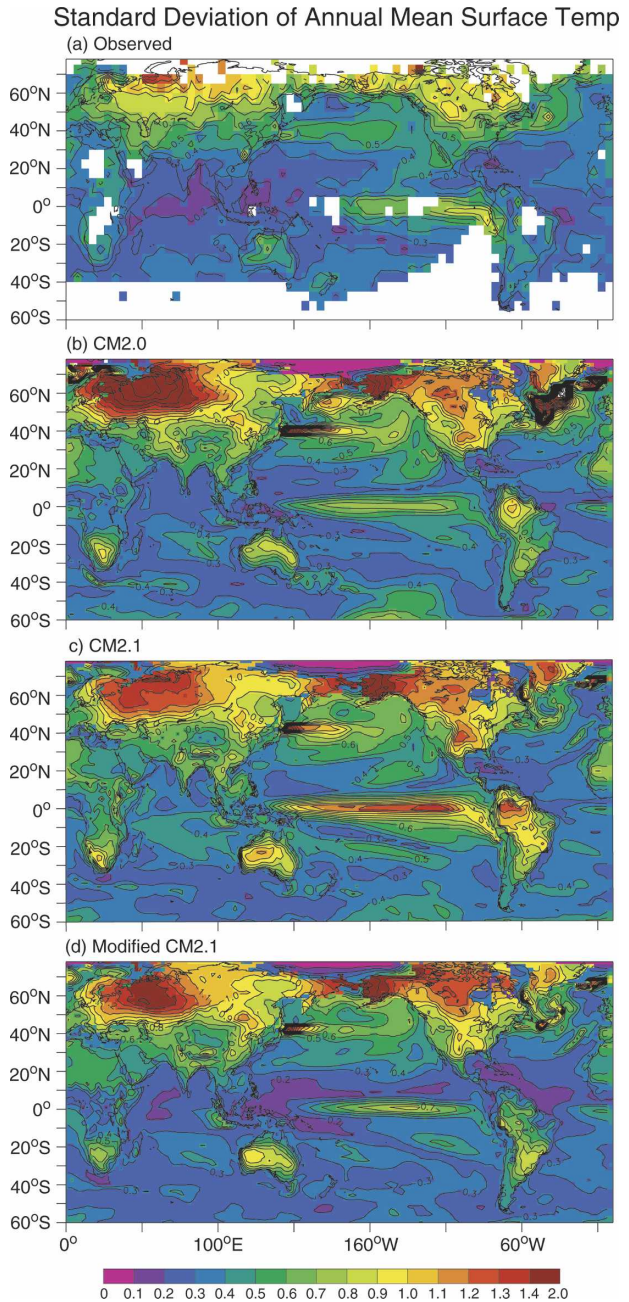 Standard Deviation of Annual Mean Surface Temp
(a) Observed
60°N
40°N
20°N
0°
20°S
40°S
60°S
(b) CM2.0
60°N
40°N
20°N
0°
20°S
40°S
60°S
c) CM2.1
60°N
40°N
20°N
0°
20°S
40°S
60°S
(d) Modified CM2.1
60°N
40°N
20°N
0°
20°S
40°S
60°S
0° 100°E 160°W 60°W
0 0.1 0.2 0.3 0.4 0.5 0.6 0.7 0.8 0.9 1.0 1.1 1.2 1.3 1.4 2.0